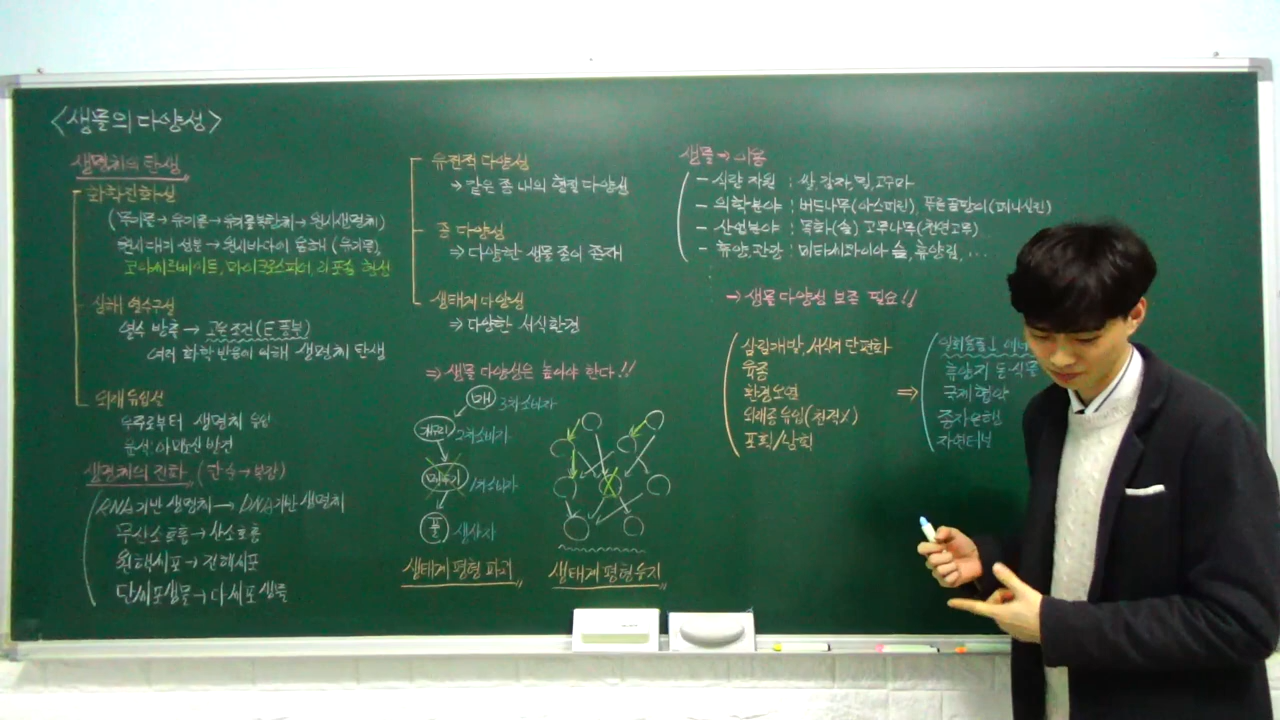 <생물의 다양성>
생명체의 탄생
화학진화설
(무기물→유기물→유기물복합체→원시생명체)
원시대기 성분→원시바다에 용해 (유기물)
코아세르베이트, 마이크로스피어, 리포솜 형성
심해 열수구설
열수 분출 → 고온조건(E 풍부)
여러 화학반응에 의해 생명체 탄생
외래 유입설
우주로부터 생명체 유입
운석 아미노산 발견
생명체의 진화 (단순→복잡)
RNA기반 생명체→DNA기반 생명체
무산소호흡→산소호흡
원핵세포→진핵세포
단세포생물→다세포생물
유전적 다양성
⇒ 같은 종 내의 형질 다양성
종 다양성
⇒ 다양한 생물 종이 존재
생태계 다양성
⇒ 다양한 서식환경
⇒ 생물 다양성은 높아야 한다!!
매 3차소비자
개구리 2차소비자
메뚜기 1차소비자
풀 생산자
생태계 평형 파괴
생태계 평형 유지
생물→이용
- 식량 자원 : 쌀, 감자, 밀, 고구마
- 의학분야 : 버드나무(아스피린), 푸른곰팡이(페니실린)
- 산업분야 : 목화(솜) 고무나무(천연고무)
- 휴양,관광 : 메타세콰이아 숲, 휴양림, ...
→ 생물 다양성 보존 필요!!
삼림개발, 서식지 단편화
육종
환경오염
외래종 유입(천적X)
포획/남획
⇒
희귀동물
동·식물
국제 협약
종자은행
자연터널